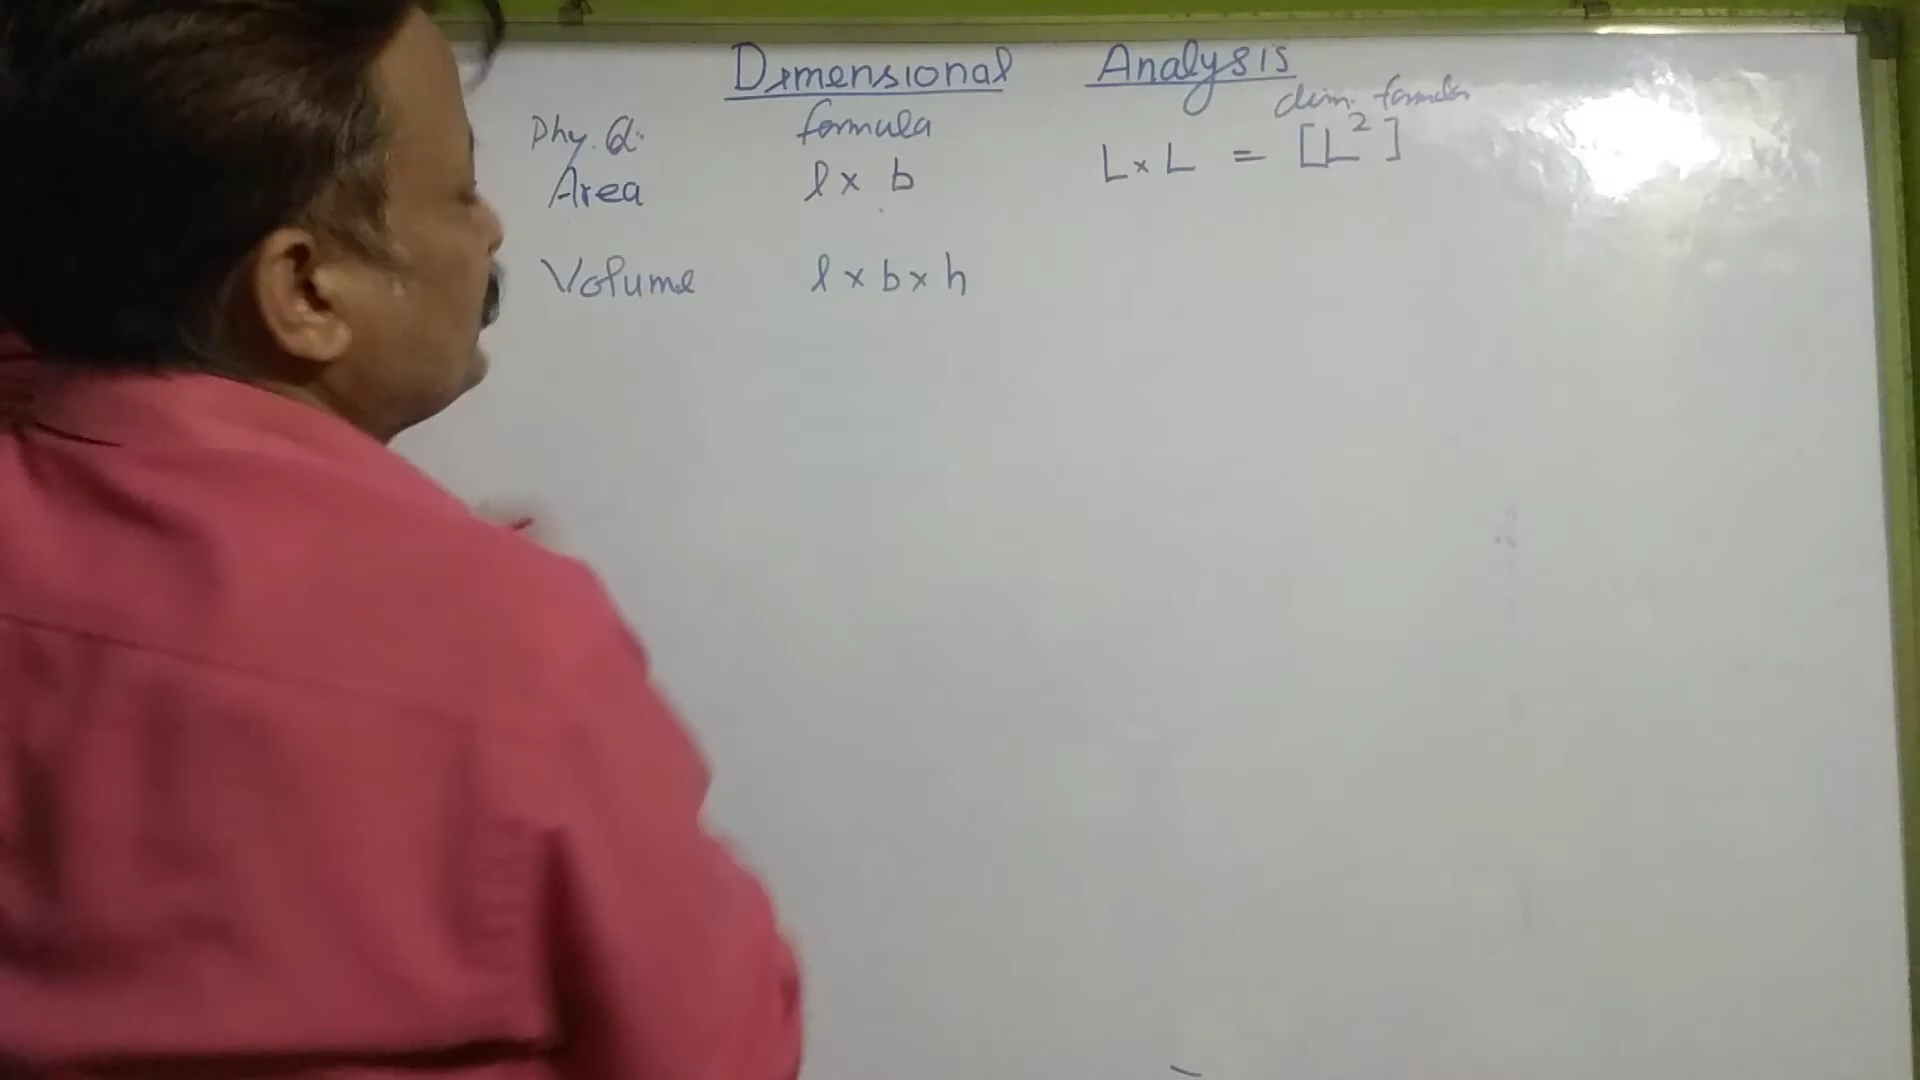 Dimensional Analysis
Phy. Q. formula dim. formula
Area l x b L x L = [L²]
Volume l x b x h